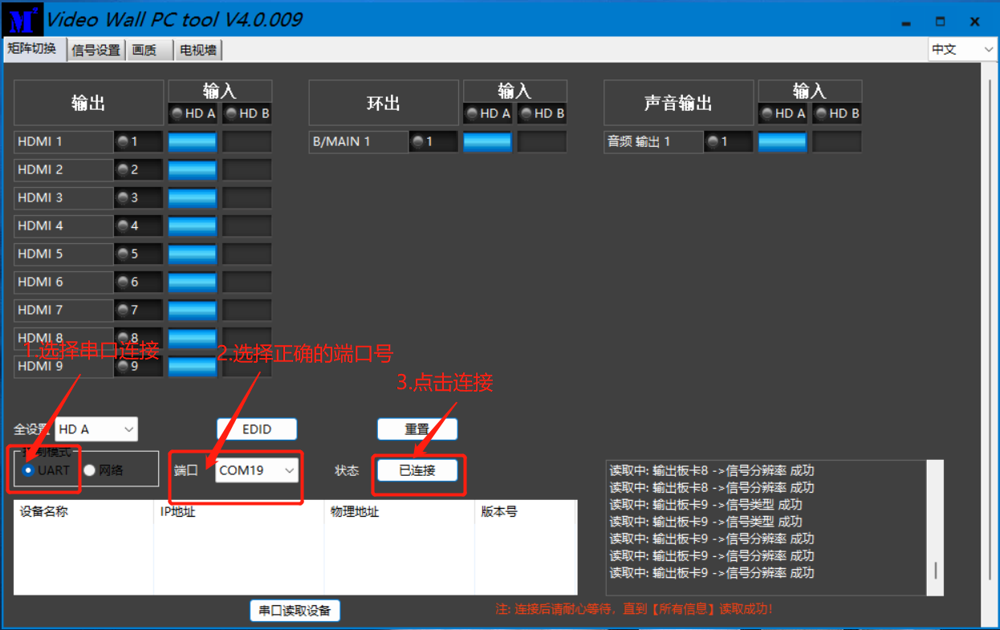 Video Wall PC tool V4.0.009
矩阵切换 信号设置 画质 电视墙 中文
输出 输入 环出 输入 声音输出 输入
HD A HD B HD A HD B HD A HD B
HDMI 1 1 B/MAIN 1 1 音频 输出 1 1
HDMI 2 2
HDMI 3 3
HDMI 4 4
HDMI 5 5
HDMI 6 6
HDMI 7 7
HDMI 8 8
1.选择串口连接 2.选择正确的端口号
HDMI 9 9
3.点击连接
全设置 HD A EDID 重置
控制模式
UART 网络 端口 COM19 状态 已连接
设备名称 IP地址 物理地址 版本号
读取中: 输出板卡8 ->信号分辨率 成功
读取中: 输出板卡8 ->信号分辨率 成功
读取中: 输出板卡9 ->信号类型 成功
读取中: 输出板卡9 ->信号类型 成功
读取中: 输出板卡9 ->信号分辨率 成功
读取中: 输出板卡9 ->信号分辨率 成功
读取中: 输出板卡9 ->信号分辨率 成功
串口读取设备
注: 连接后请耐心等待，直到【所有信息】读取成功!